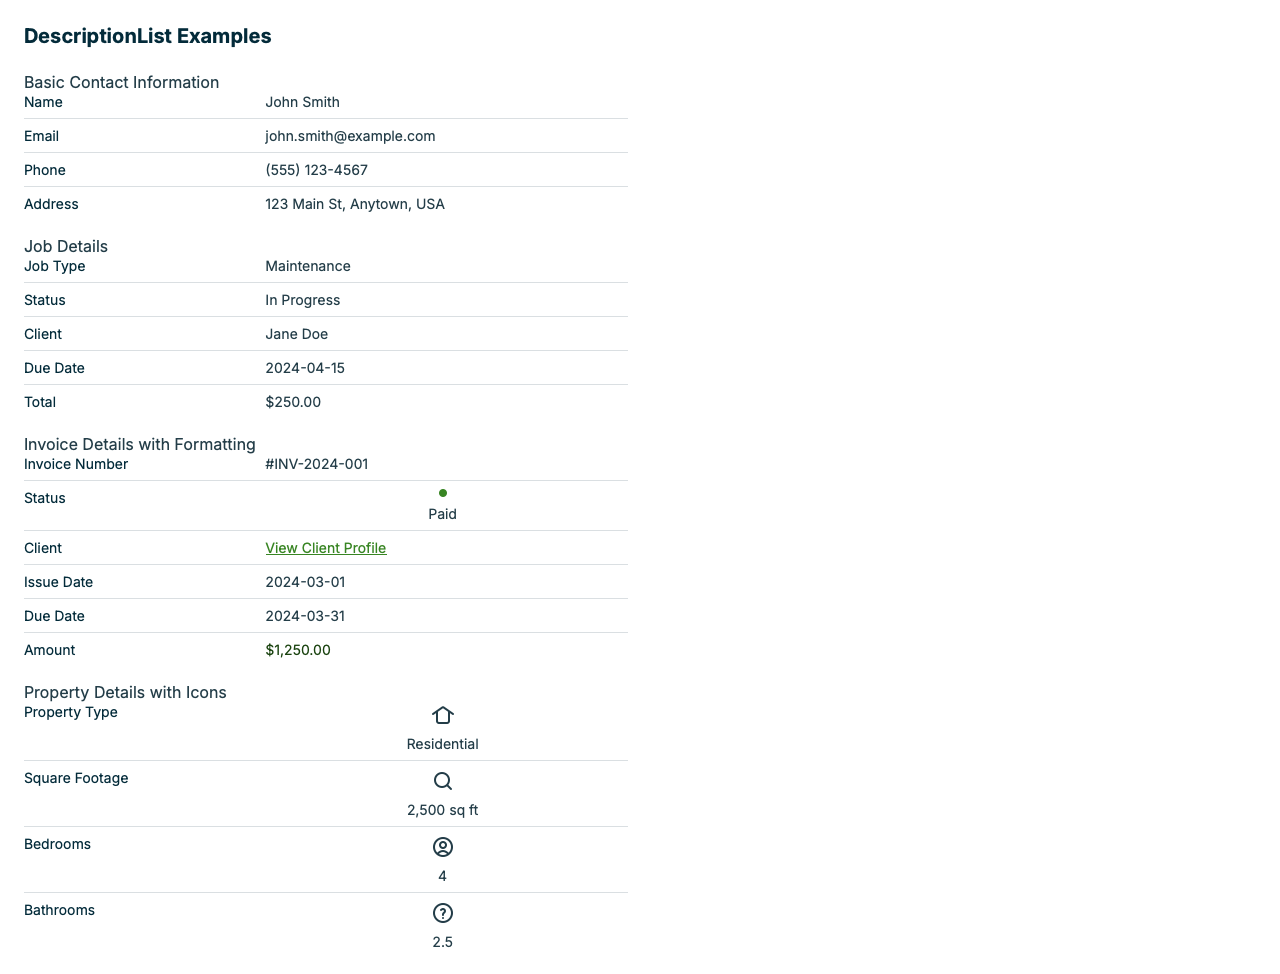 DescriptionList Examples
Basic Contact Information
Name John Smith
Email john.smith@example.com
Phone (555) 123-4567
Address 123 Main St, Anytown, USA
Job Details
Job Type Maintenance
Status In Progress
Client Jane Doe
Due Date 2024-04-15
Total $250.00
Invoice Details with Formatting
Invoice Number #INV-2024-001
Status Paid
Client View Client Profile
Issue Date 2024-03-01
Due Date 2024-03-31
Amount $1,250.00
Property Details with Icons
Property Type Residential
Square Footage 2,500 sq ft
Bedrooms 4
Bathrooms 2.5